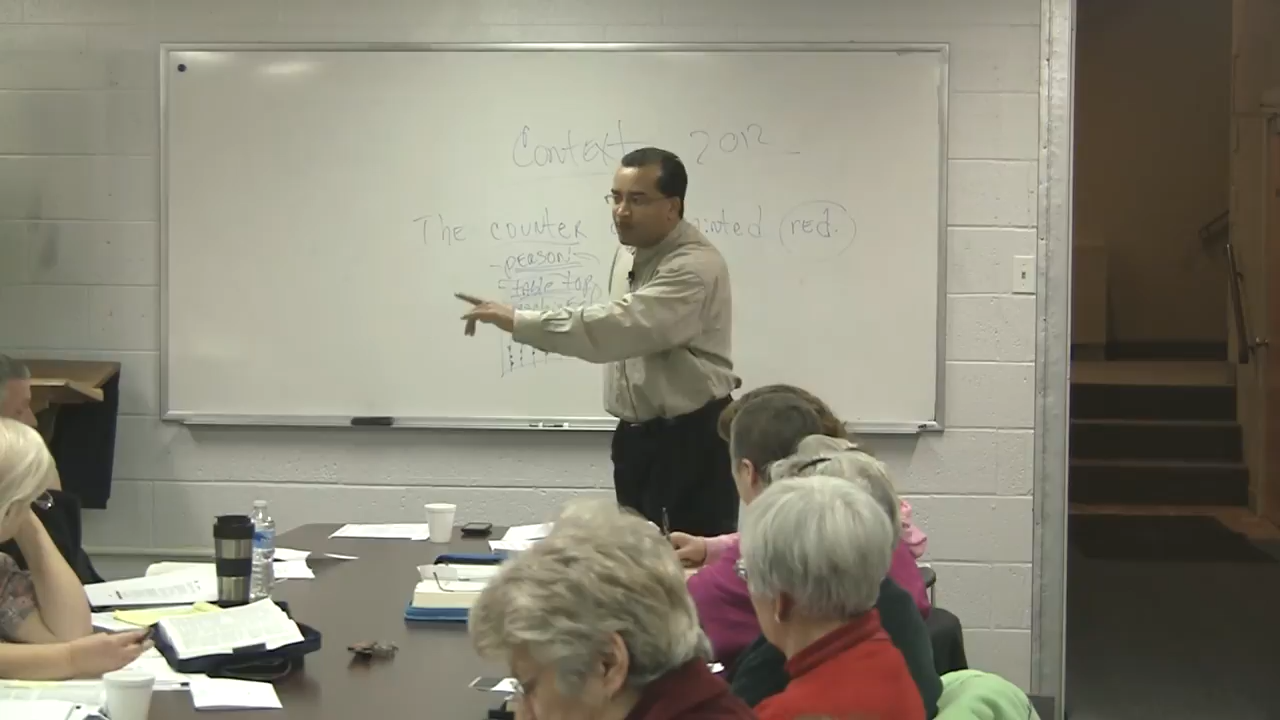 Context 2012
The counter painted red.
- person
- table top